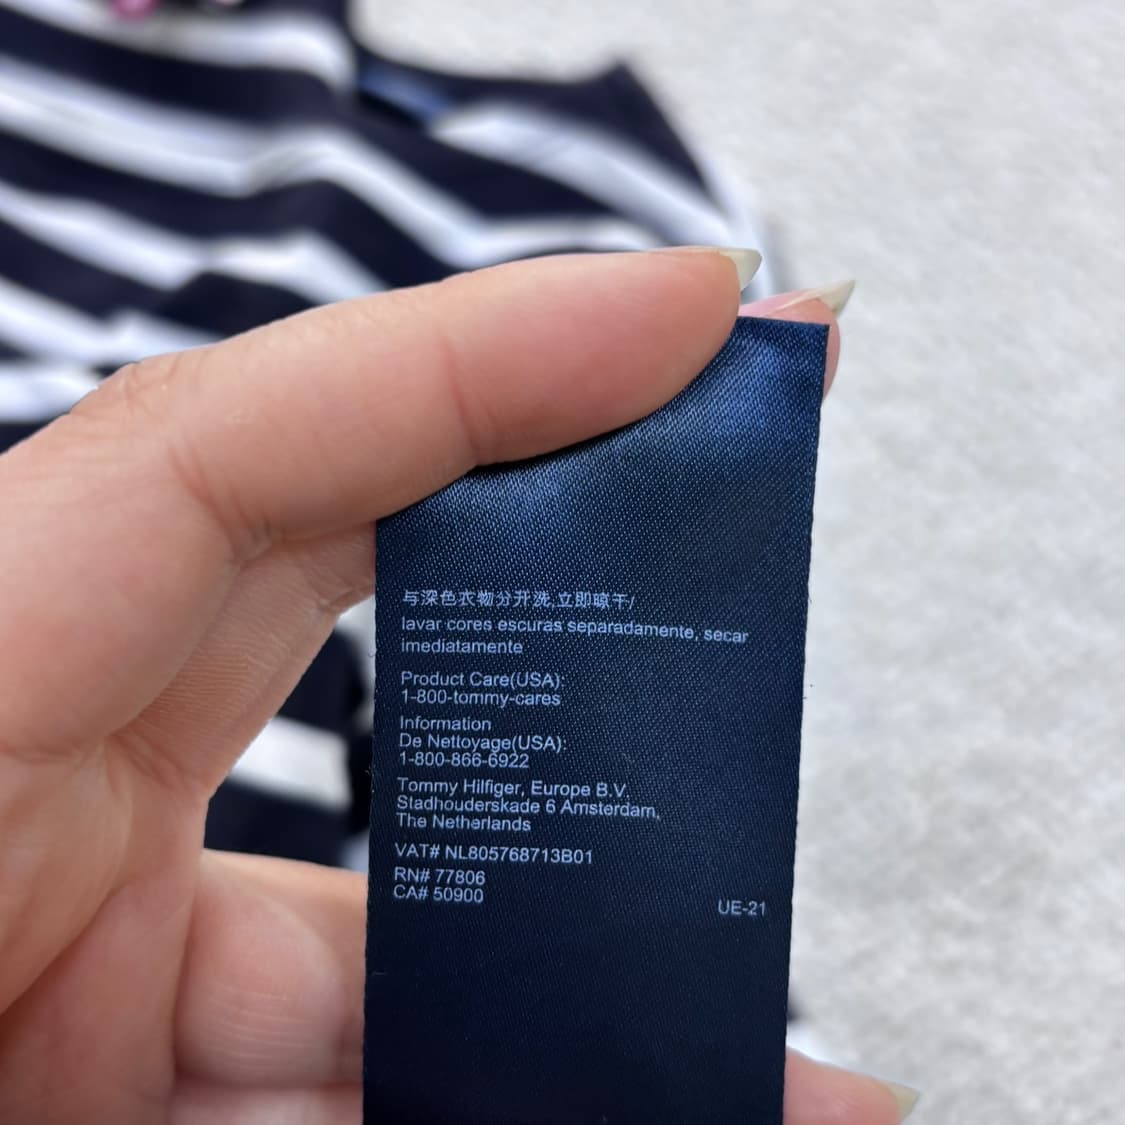 与深色衣物分开洗,立即晾干/
lavar cores escuras separadamente, secar
imediatamente
Product Care(USA):
1-800-tommy-cares
Information
De Nettoyage(USA):
1-800-866-6922
Tommy Hilfiger, Europe B.V.
Stadhouderskade 6 Amsterdam,
The Netherlands
VAT# NL805768713B01
RN# 77806
CA# 50900
UE-21